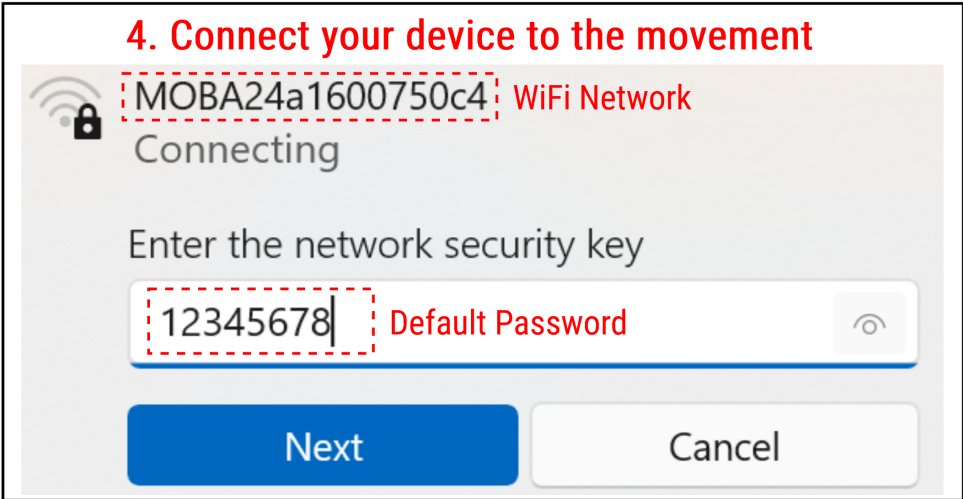 4. Connect your device to the movement
MOBA24a1600750c4 WiFi Network
Connecting
Enter the network security key
12345678 Default Password
Next Cancel